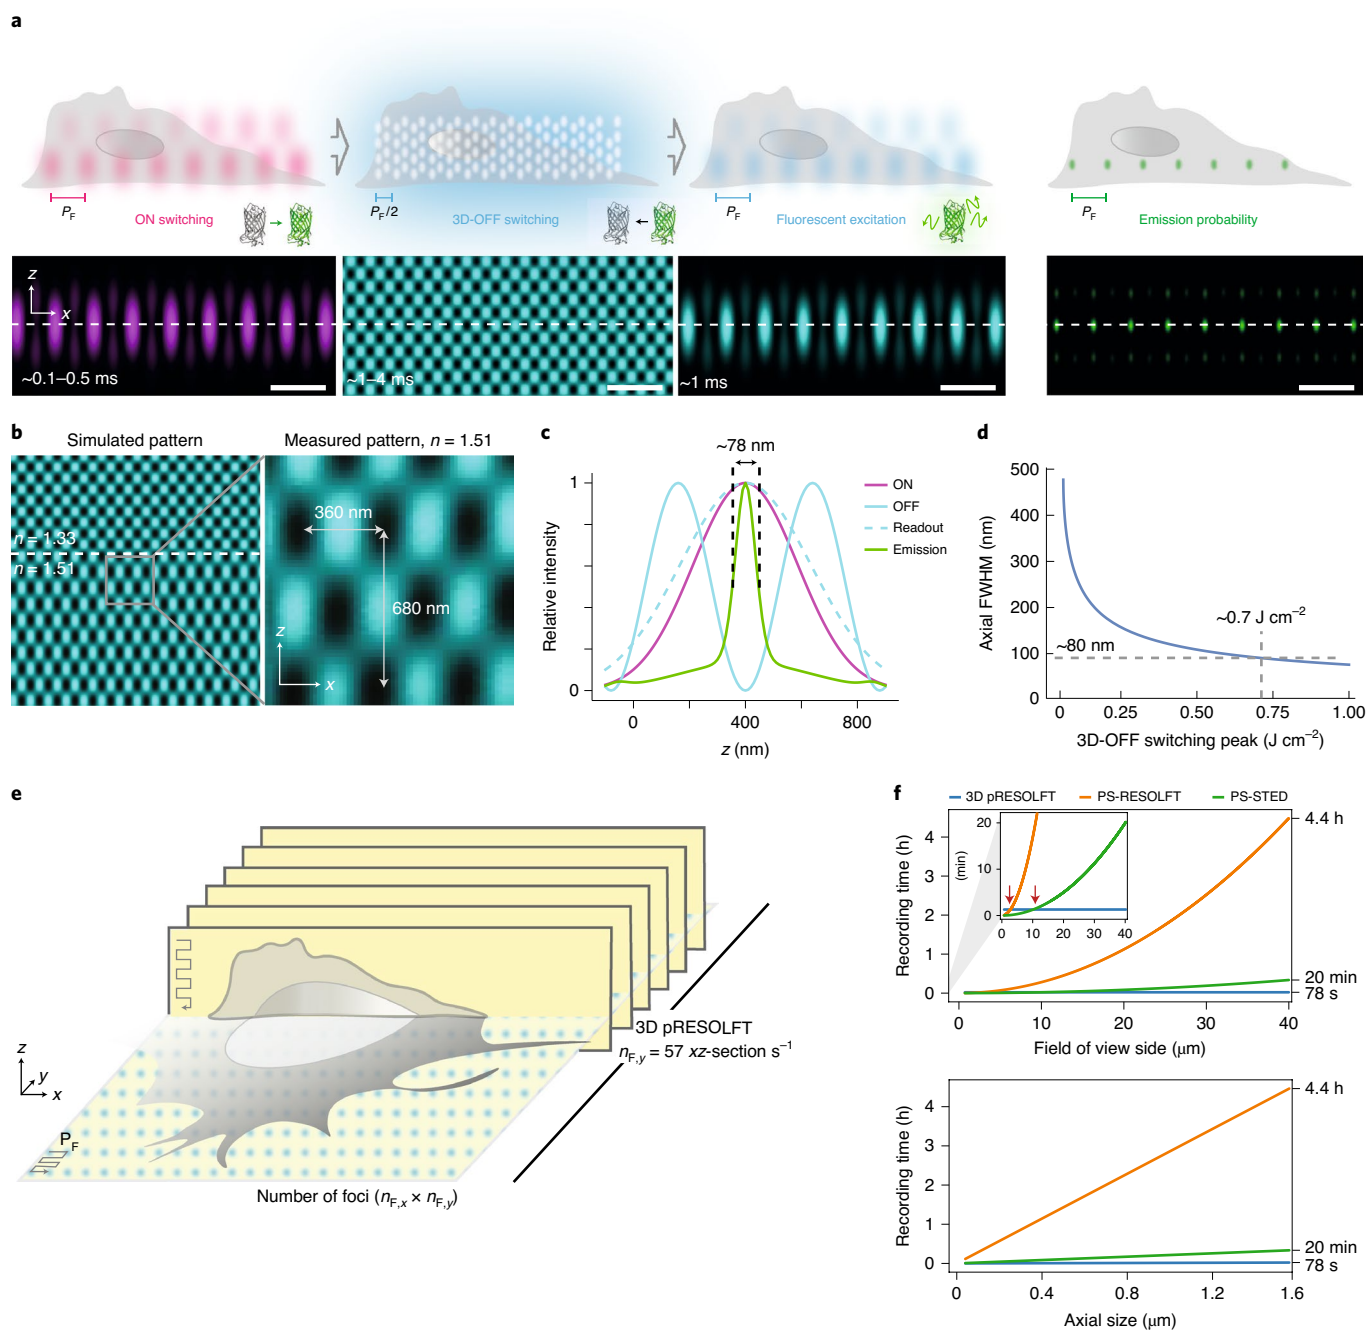 a
P_F
ON switching
P_F/2
3D-OFF switching
P_F
Fluorescent excitation
P_F
Emission probability
z
x
~0.1–0.5 ms
~1–4 ms
~1 ms
b
Simulated pattern
Measured pattern, n = 1.51
n = 1.33
n = 1.51
360 nm
680 nm
z
x
c
~78 nm
1
0
Relative intensity
0
400
800
z (nm)
ON
OFF
Readout
Emission
d
500
400
300
200
100
0
Axial FWHM (nm)
~0.7 J cm⁻²
~80 nm
0
0.25
0.50
0.75
1.00
3D-OFF switching peak (J cm⁻²)
e
3D pRESOLFT
n_F,y = 57 xz-section s⁻¹
z
y
x
P_F
Number of foci (n_F,x × n_F,y)
f
3D pRESOLFT
PS-RESOLFT
PS-STED
4
3
2
1
0
Recording time (h)
20
10
0
(min)
0
10
20
30
40
4.4 h
20 min
78 s
0
10
20
30
40
Field of view side (μm)
4
3
2
1
0
Recording time (h)
4.4 h
20 min
78 s
0
0.4
0.8
1.2
1.6
Axial size (μm)